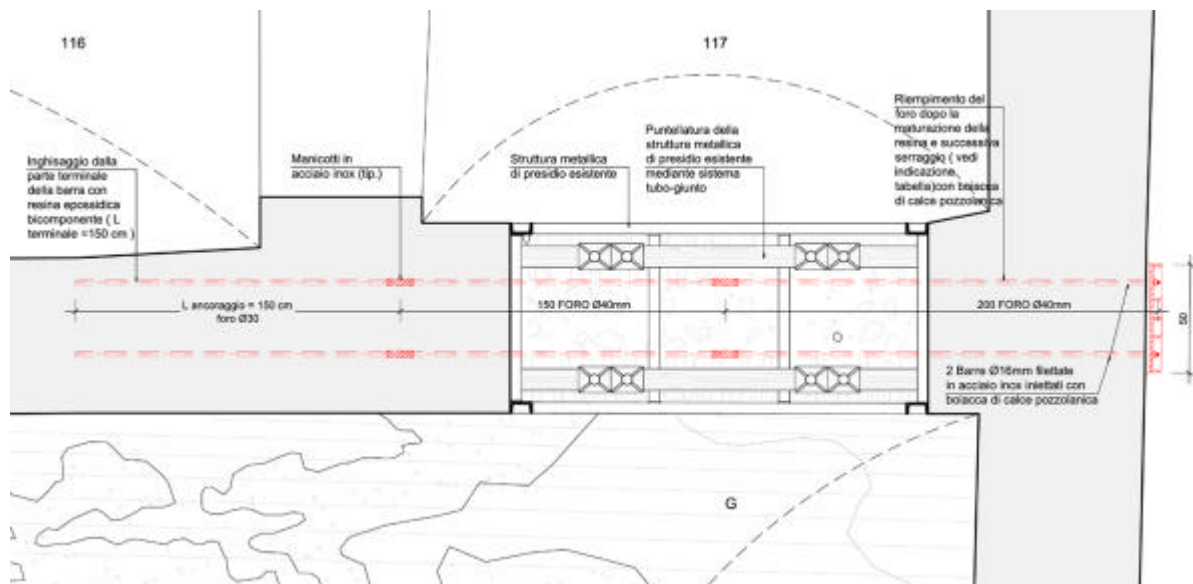 116
117
Inghisaggio dalla
parte terminale
della barra con
resina epossidica
bicomponente ( L
terminale =150 cm )
Manicotti in
acciaio inox (tip.)
Struttura metallica
di presidio esistente
Puntellatura della
struttura metallica
di presidio esistente
mediante sistema
tubo-giunto
Riempimento del
foro dopo la
maturazione della
resina e successiva
serraggio ( vedi
indicazione
tabella)con boiacca
di calce pozzolanica
L ancoraggio = 150 cm
foro Ø30
150 FORO Ø40mm
200 FORO Ø40mm
50
2 Barre Ø16mm filettate
in acciaio inox iniettati con
boiacca di calce pozzolanica
G